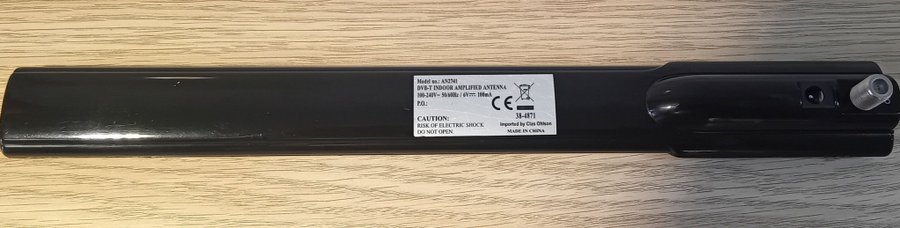 Model no.: AN2741
DVB-T INDOOR AMPLIFIED ANTENNA
100-240V~ 50/60Hz / 6V⎓ 100mA
P.O.:
CE
38-4871
CAUTION:
RISK OF ELECTRIC SHOCK
DO NOT OPEN.
Imported by Clas Ohlson
MADE IN CHINA